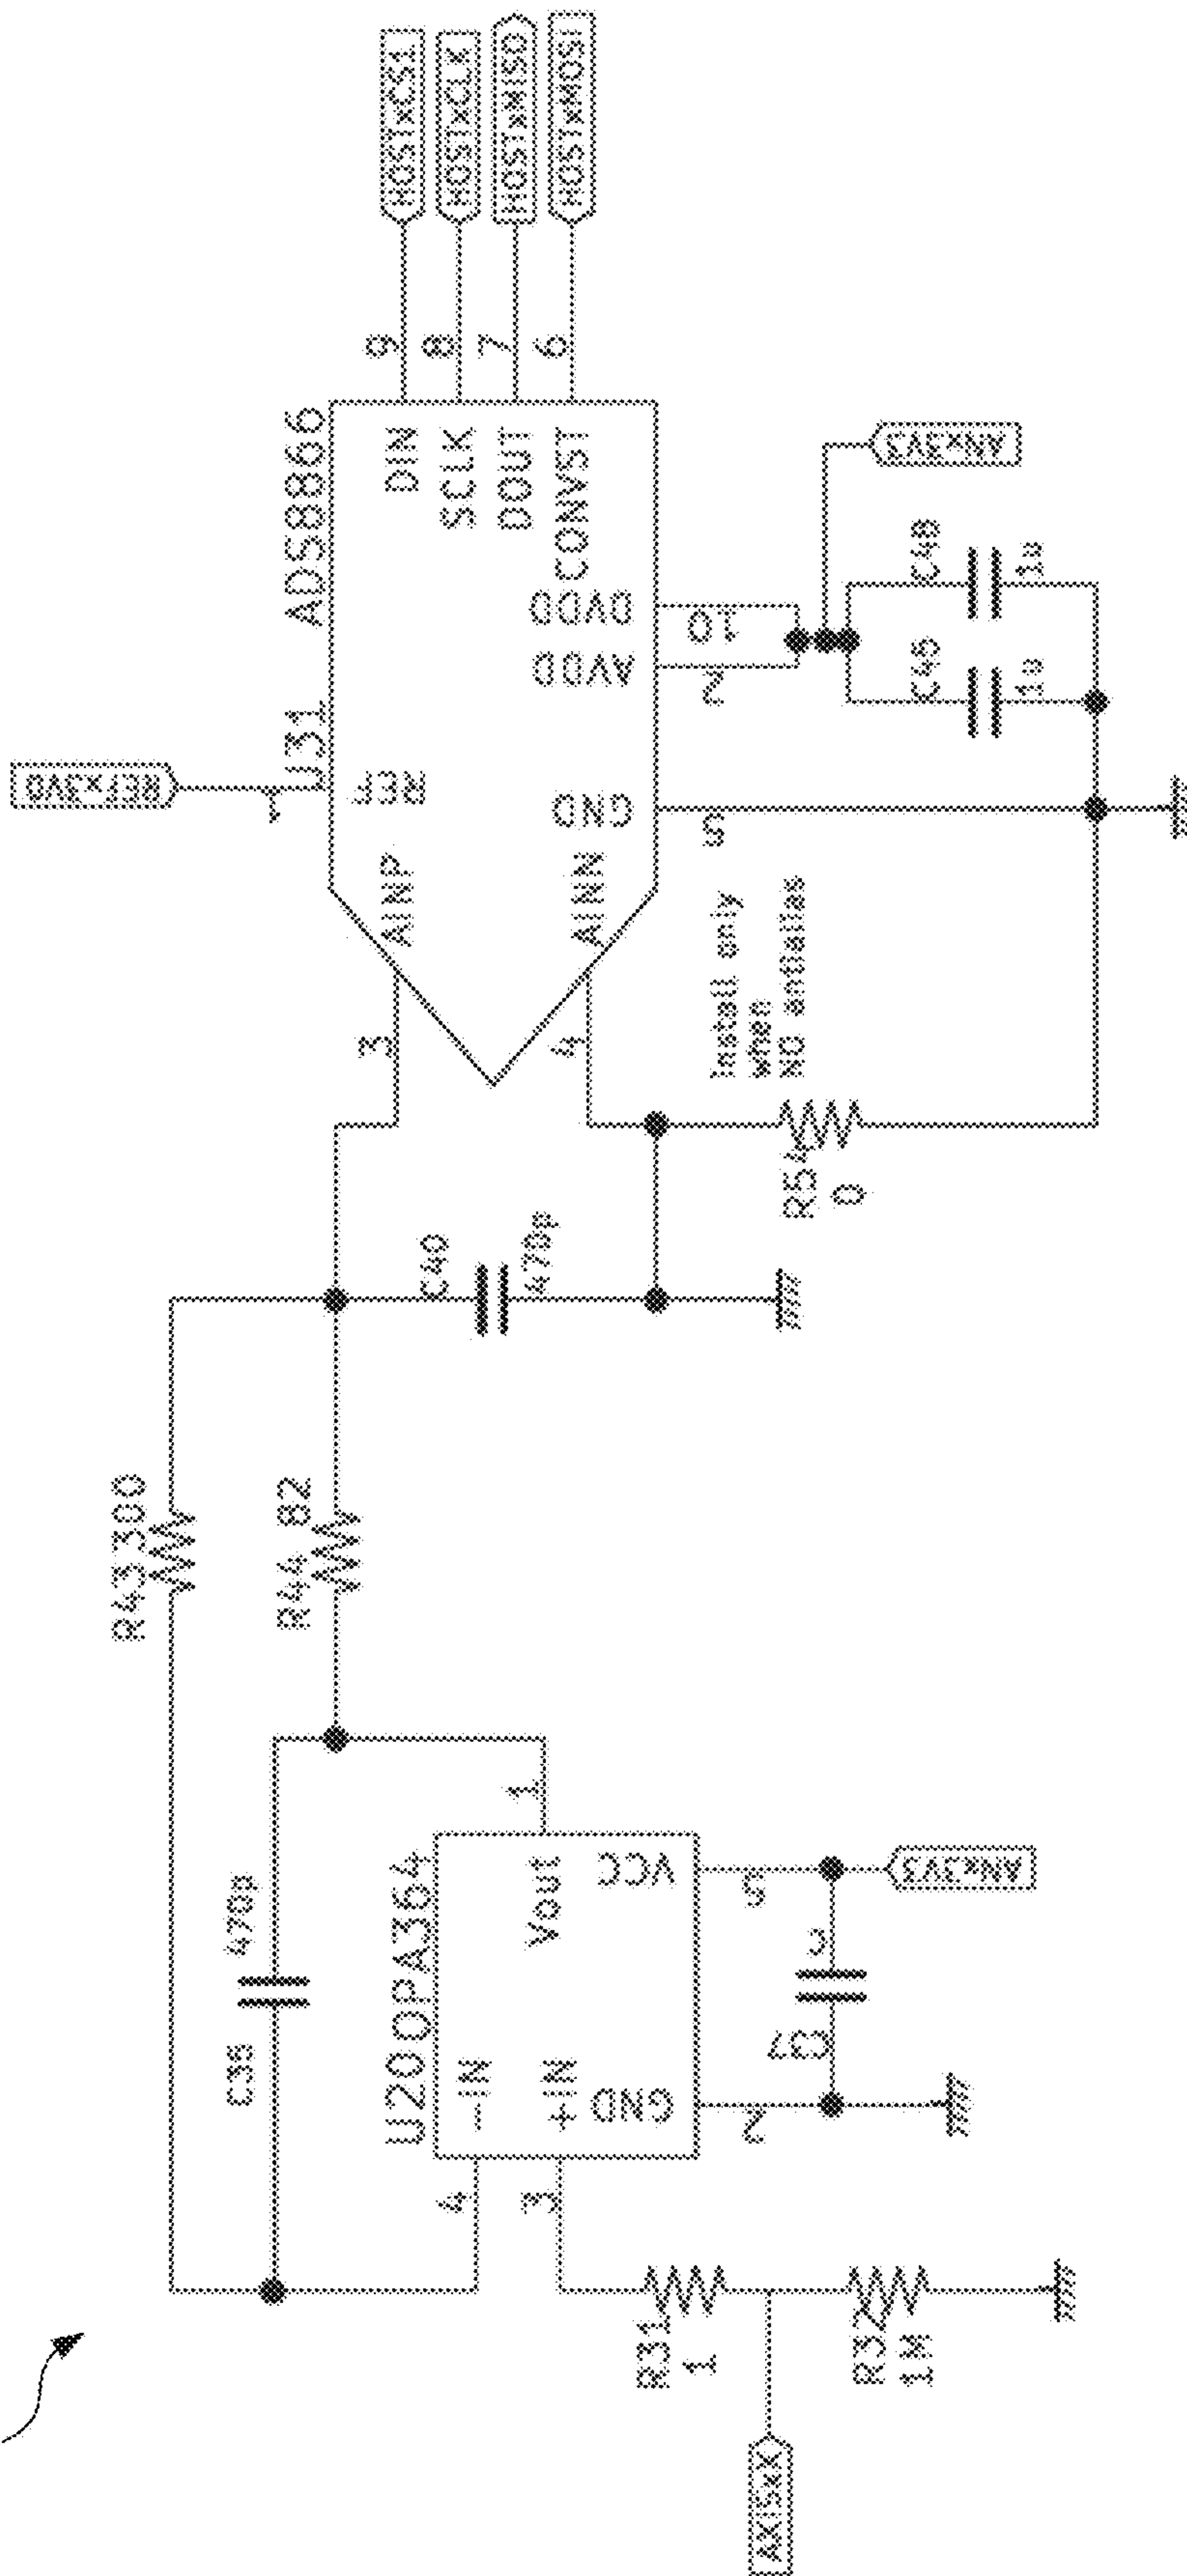 HOSTxCS1
HOSTxCLK
HOSTxMISO
HOSTxMOSI
9
8
7
6
U31
ADS8866
DIN
SCLK
DOUT
CONVST
REFx3V0
1
REF
AINP
AINN
GND
AVDD
DVDD
3
4
5
2
10
ANx3V3
C45
1u
C48
1u
Install only
when
NO antialias
R54
0
C40
470p
R43 300
R44 82
470p
U20 OPA364
-IN
+IN
Vout
GND
VCC
4
3
1
2
5
C37
C
ANx3V3
R31
1
R32
1M
AXISxX